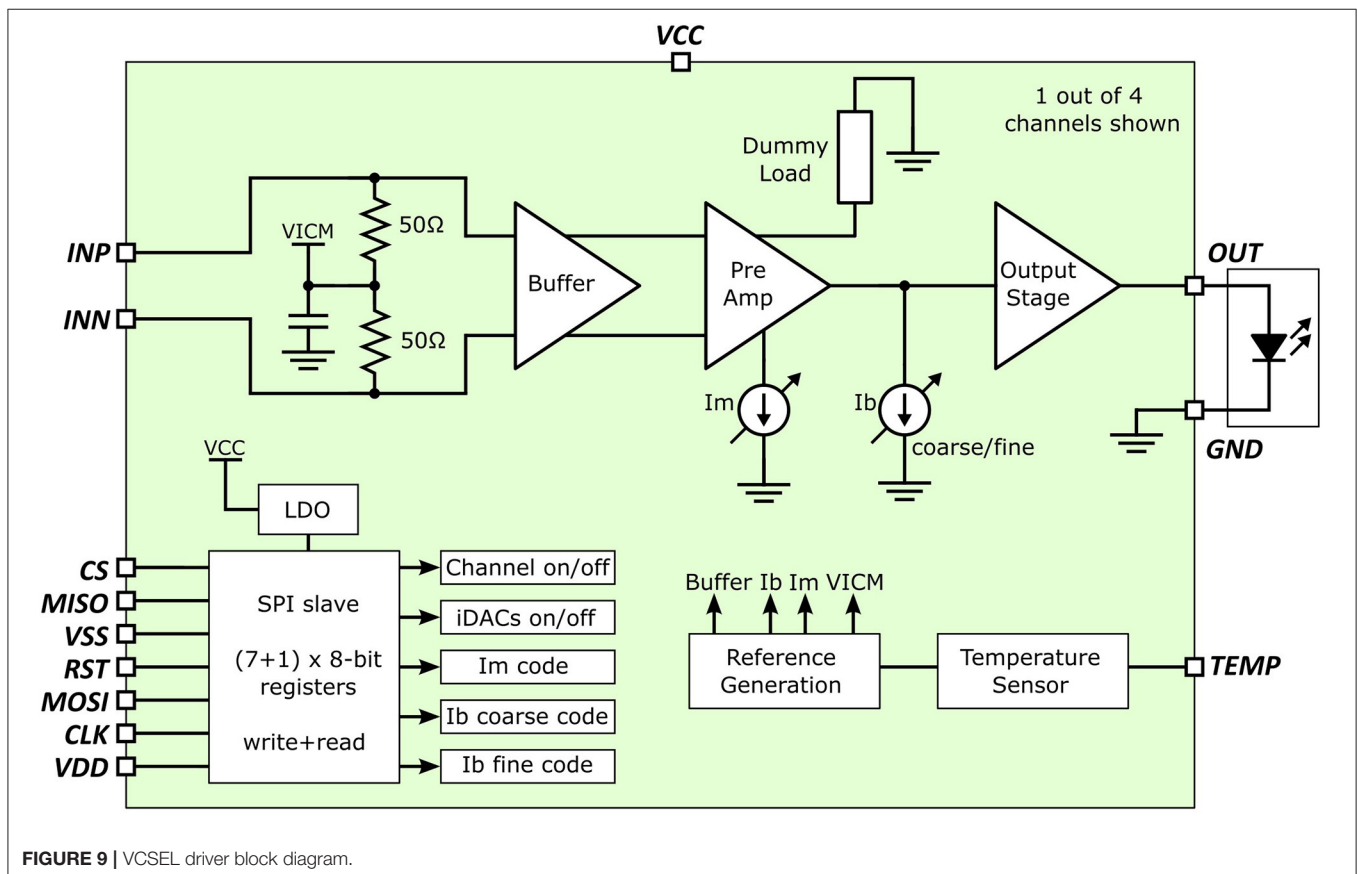 VCC
1 out of 4
channels shown
Dummy
Load
INP
INN
VICM
50Ω
50Ω
Buffer
Pre
Amp
Output
Stage
OUT
GND
Im
Ib
coarse/fine
VCC
LDO
CS
MISO
VSS
RST
MOSI
CLK
VDD
SPI slave
(7+1) x 8-bit
registers
write+read
Channel on/off
iDACs on/off
Im code
Ib coarse code
Ib fine code
Buffer Ib Im VICM
Reference
Generation
Temperature
Sensor
TEMP
FIGURE 9 | VCSEL driver block diagram.